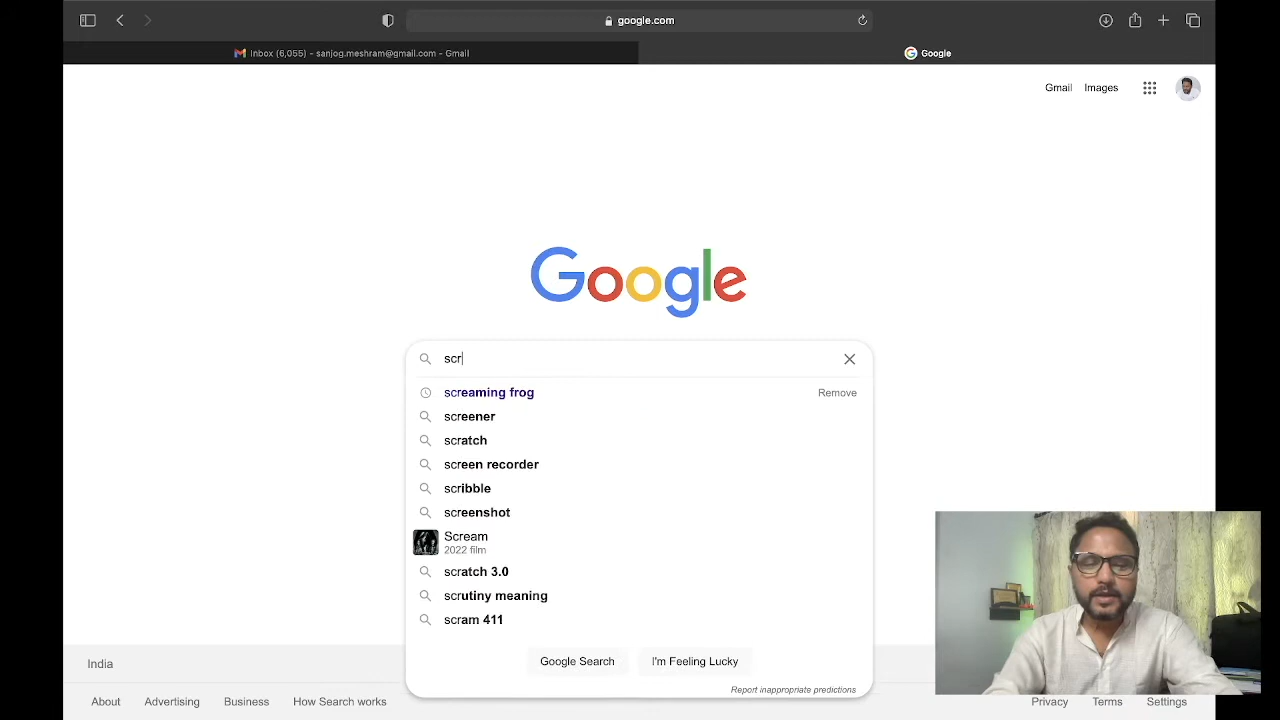 google.com
Inbox (6,055) - sanjog.meshram@gmail.com - Gmail
Google
Gmail Images
Google
scr
screaming frog Remove
screener
scratch
screen recorder
scribble
screenshot
Scream
2022 film
scratch 3.0
scrutiny meaning
scram 411
Google Search I'm Feeling Lucky
Report inappropriate predictions
India
About Advertising Business How Search works Privacy Terms Settings